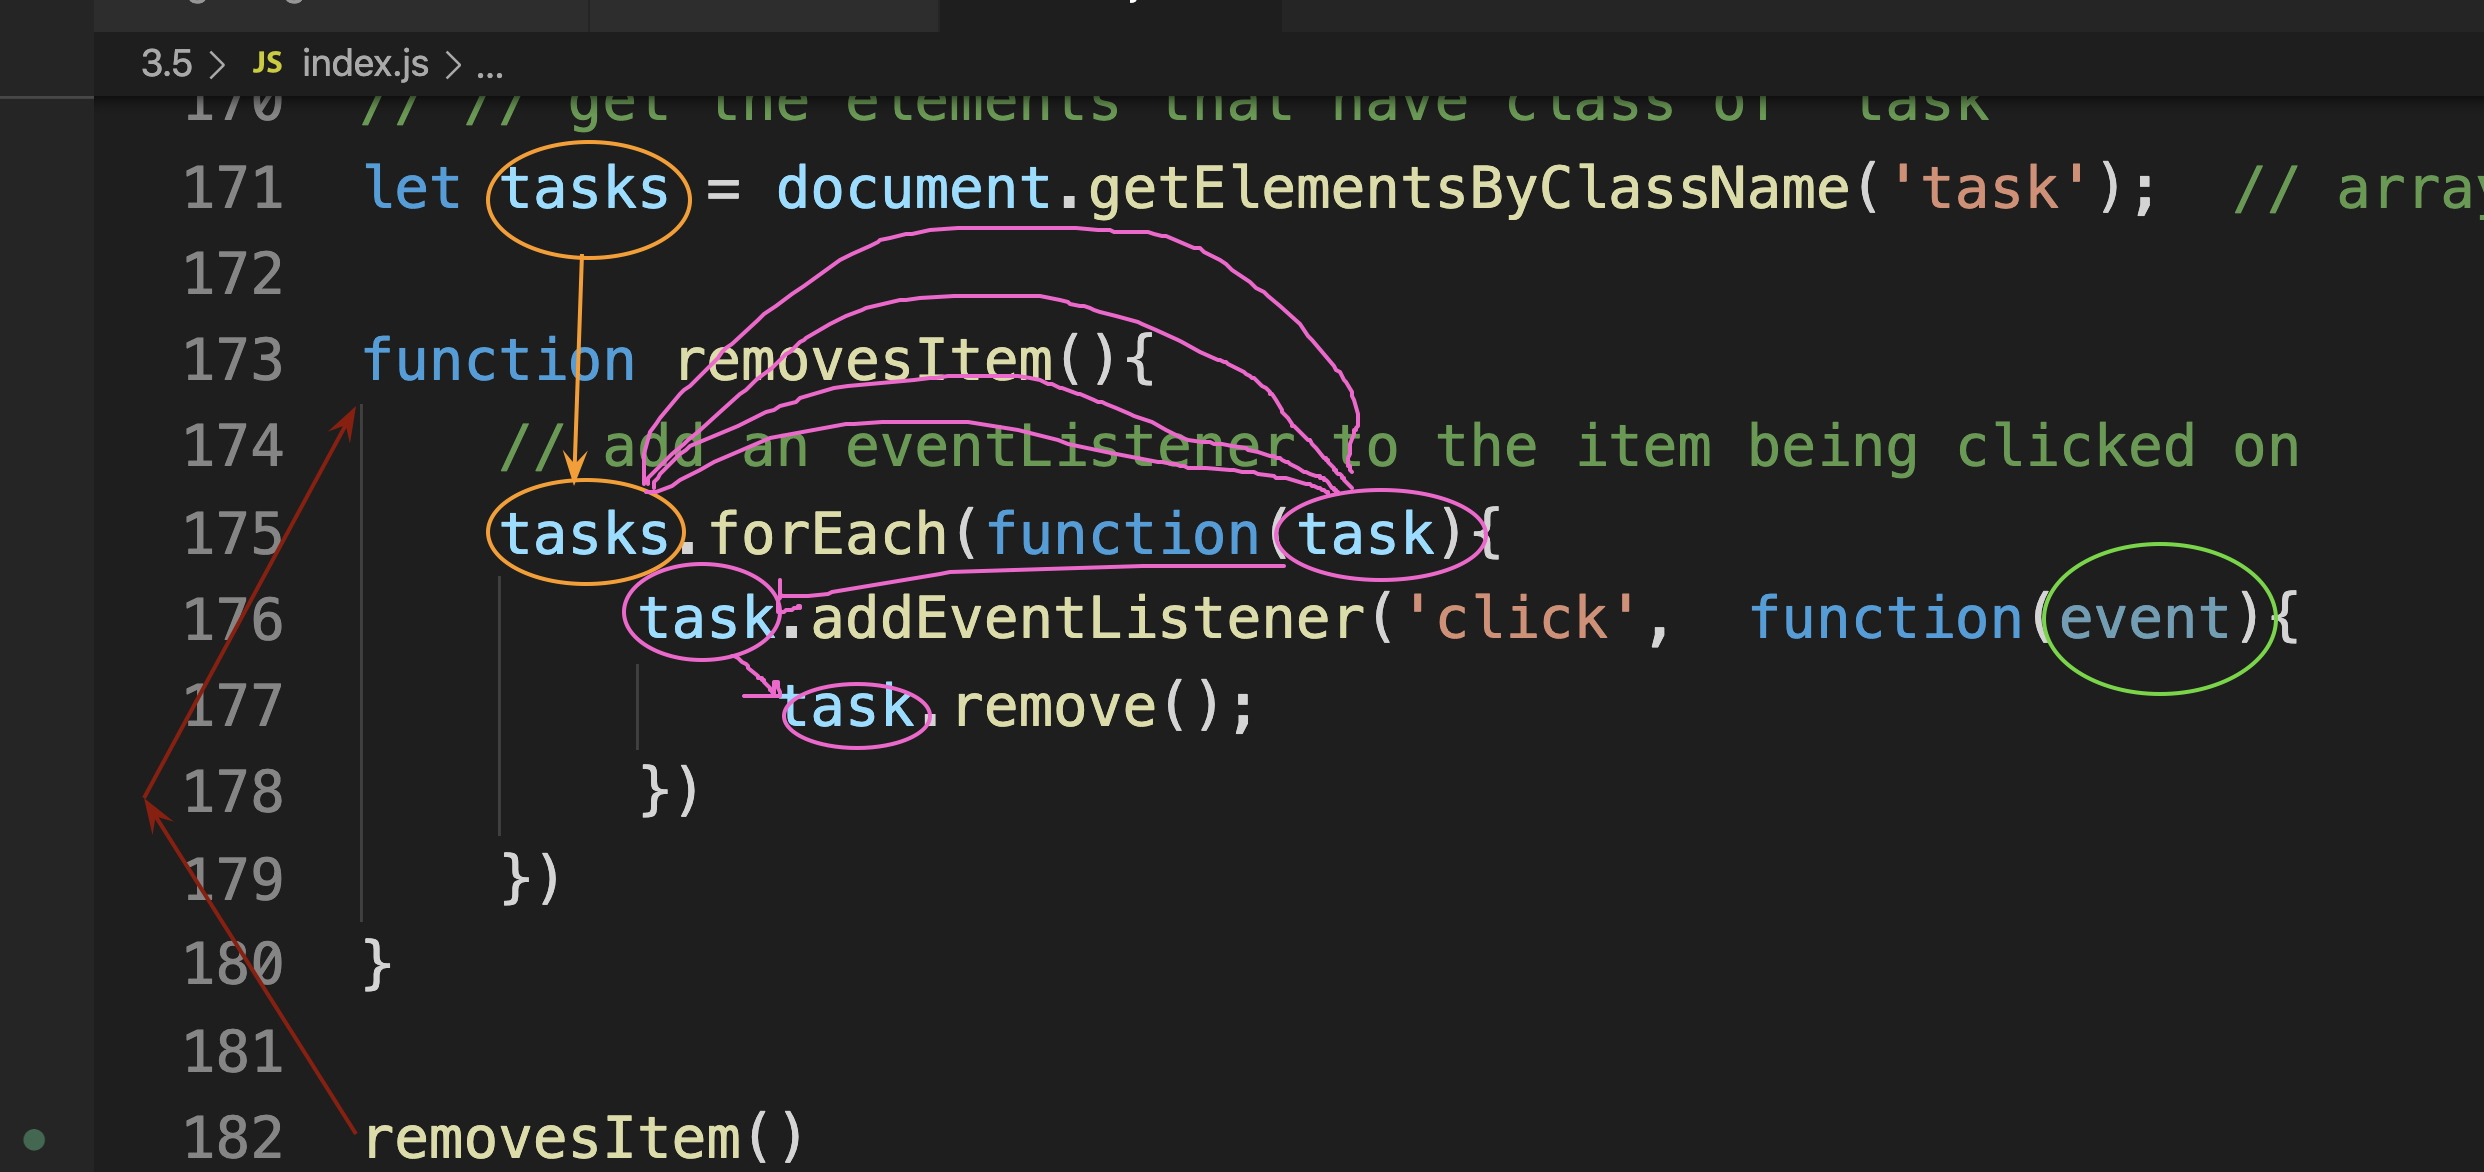 3.5 > JS index.js > ...
170 // // get the elements that have class of task
171 let tasks = document.getElementsByClassName('task'); // array
172
173 function removesItem(){
174 // add an eventListener to the item being clicked on
175 tasks.forEach(function(task){
176 task.addEventListener('click', function(event){
177 task.remove();
178 })
179 })
180 }
181
182 removesItem()